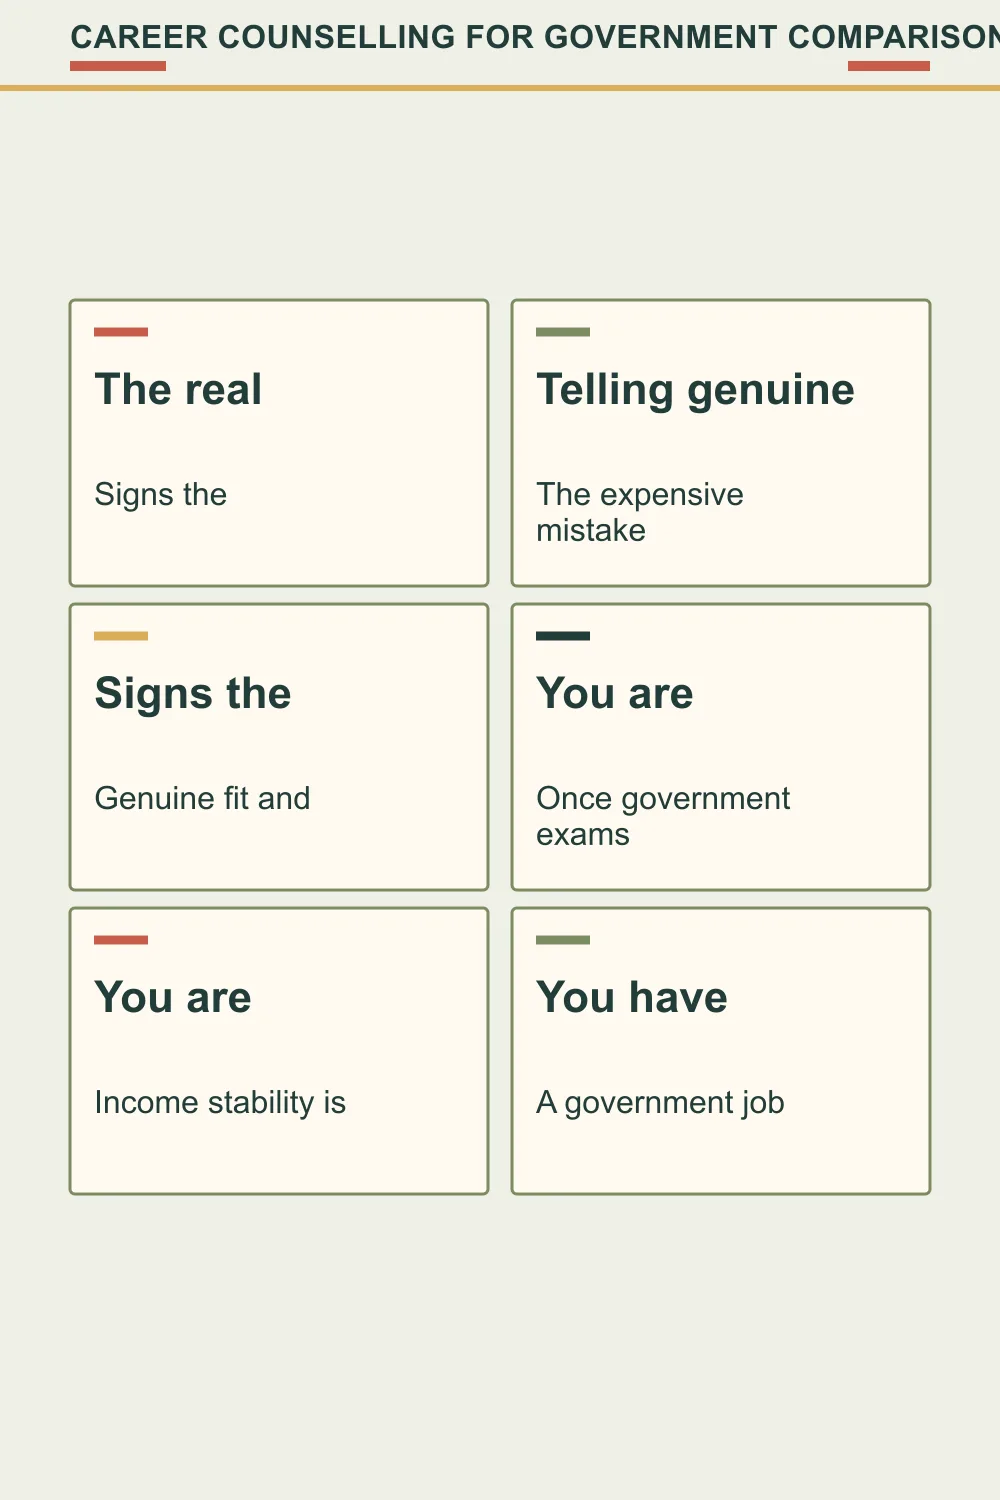 CAREER COUNSELLING FOR GOVERNMENT COMPARISON
The real
Signs the
Telling genuine
The expensive
mistake
Signs the
Genuine fit and
You are
Once government
exams
You are
Income stability is
You have
A government job